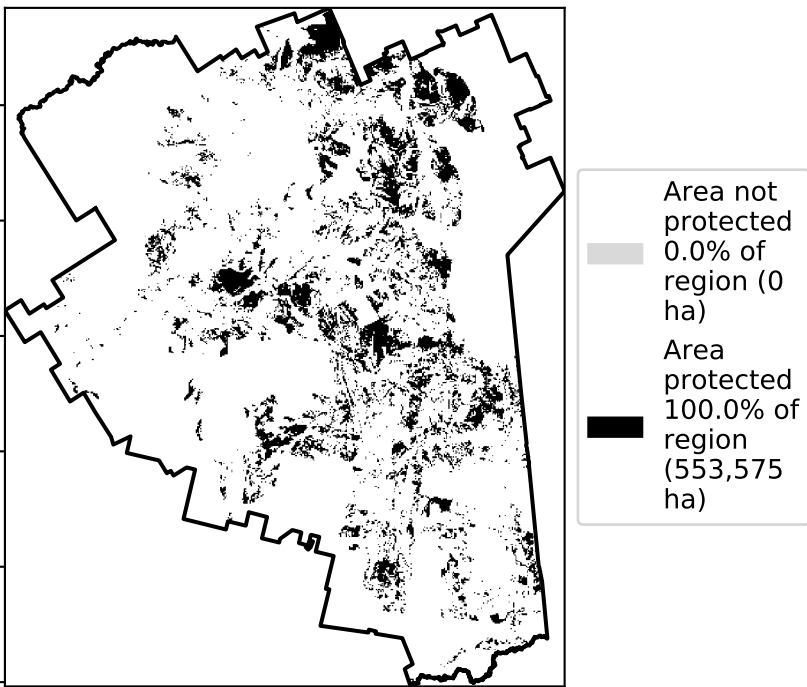 Area not
protected
0.0% of
region (0
ha)
Area
protected
100.0% of
region
(553,575
ha)